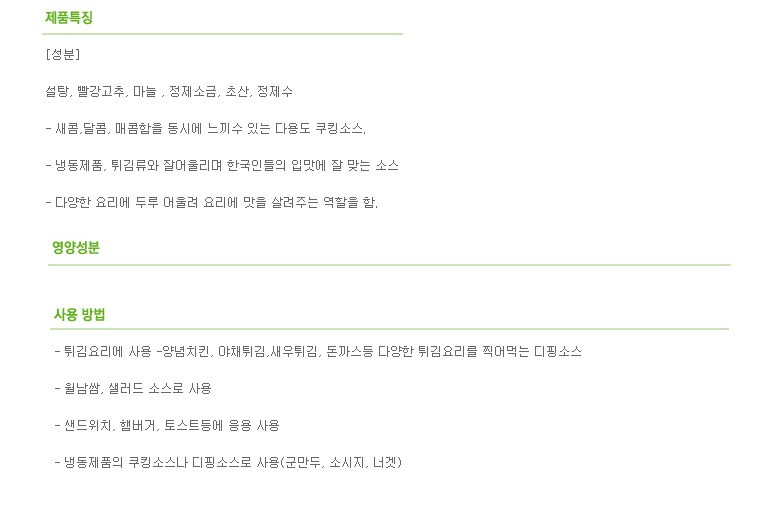 제품특징
[성분]
설탕, 빨강고추, 마늘 , 정제소금, 초산, 정제수
- 새콤,달콤, 매콤함을 동시에 느끼수 있는 다용도 쿠킹소스.
- 냉동제품, 튀김류와 잘어울리며 한국인들의 입맛에 잘 맞는 소스
- 다양한 요리에 두루 어울려 요리에 맛을 살려주는 역할을 함.
영양성분
사용 방법
- 튀김요리에 사용 -양념치킨, 야채튀김,새우튀김, 돈까스등 다양한 튀김요리를 찍어먹는 디핑소스
- 월남쌈, 샐러드 소스로 사용
- 샌드위치, 햄버거, 토스트등에 응용 사용
- 냉동제품의 쿠킹소스나 디핑소스로 사용(군만두, 소시지, 너겟)